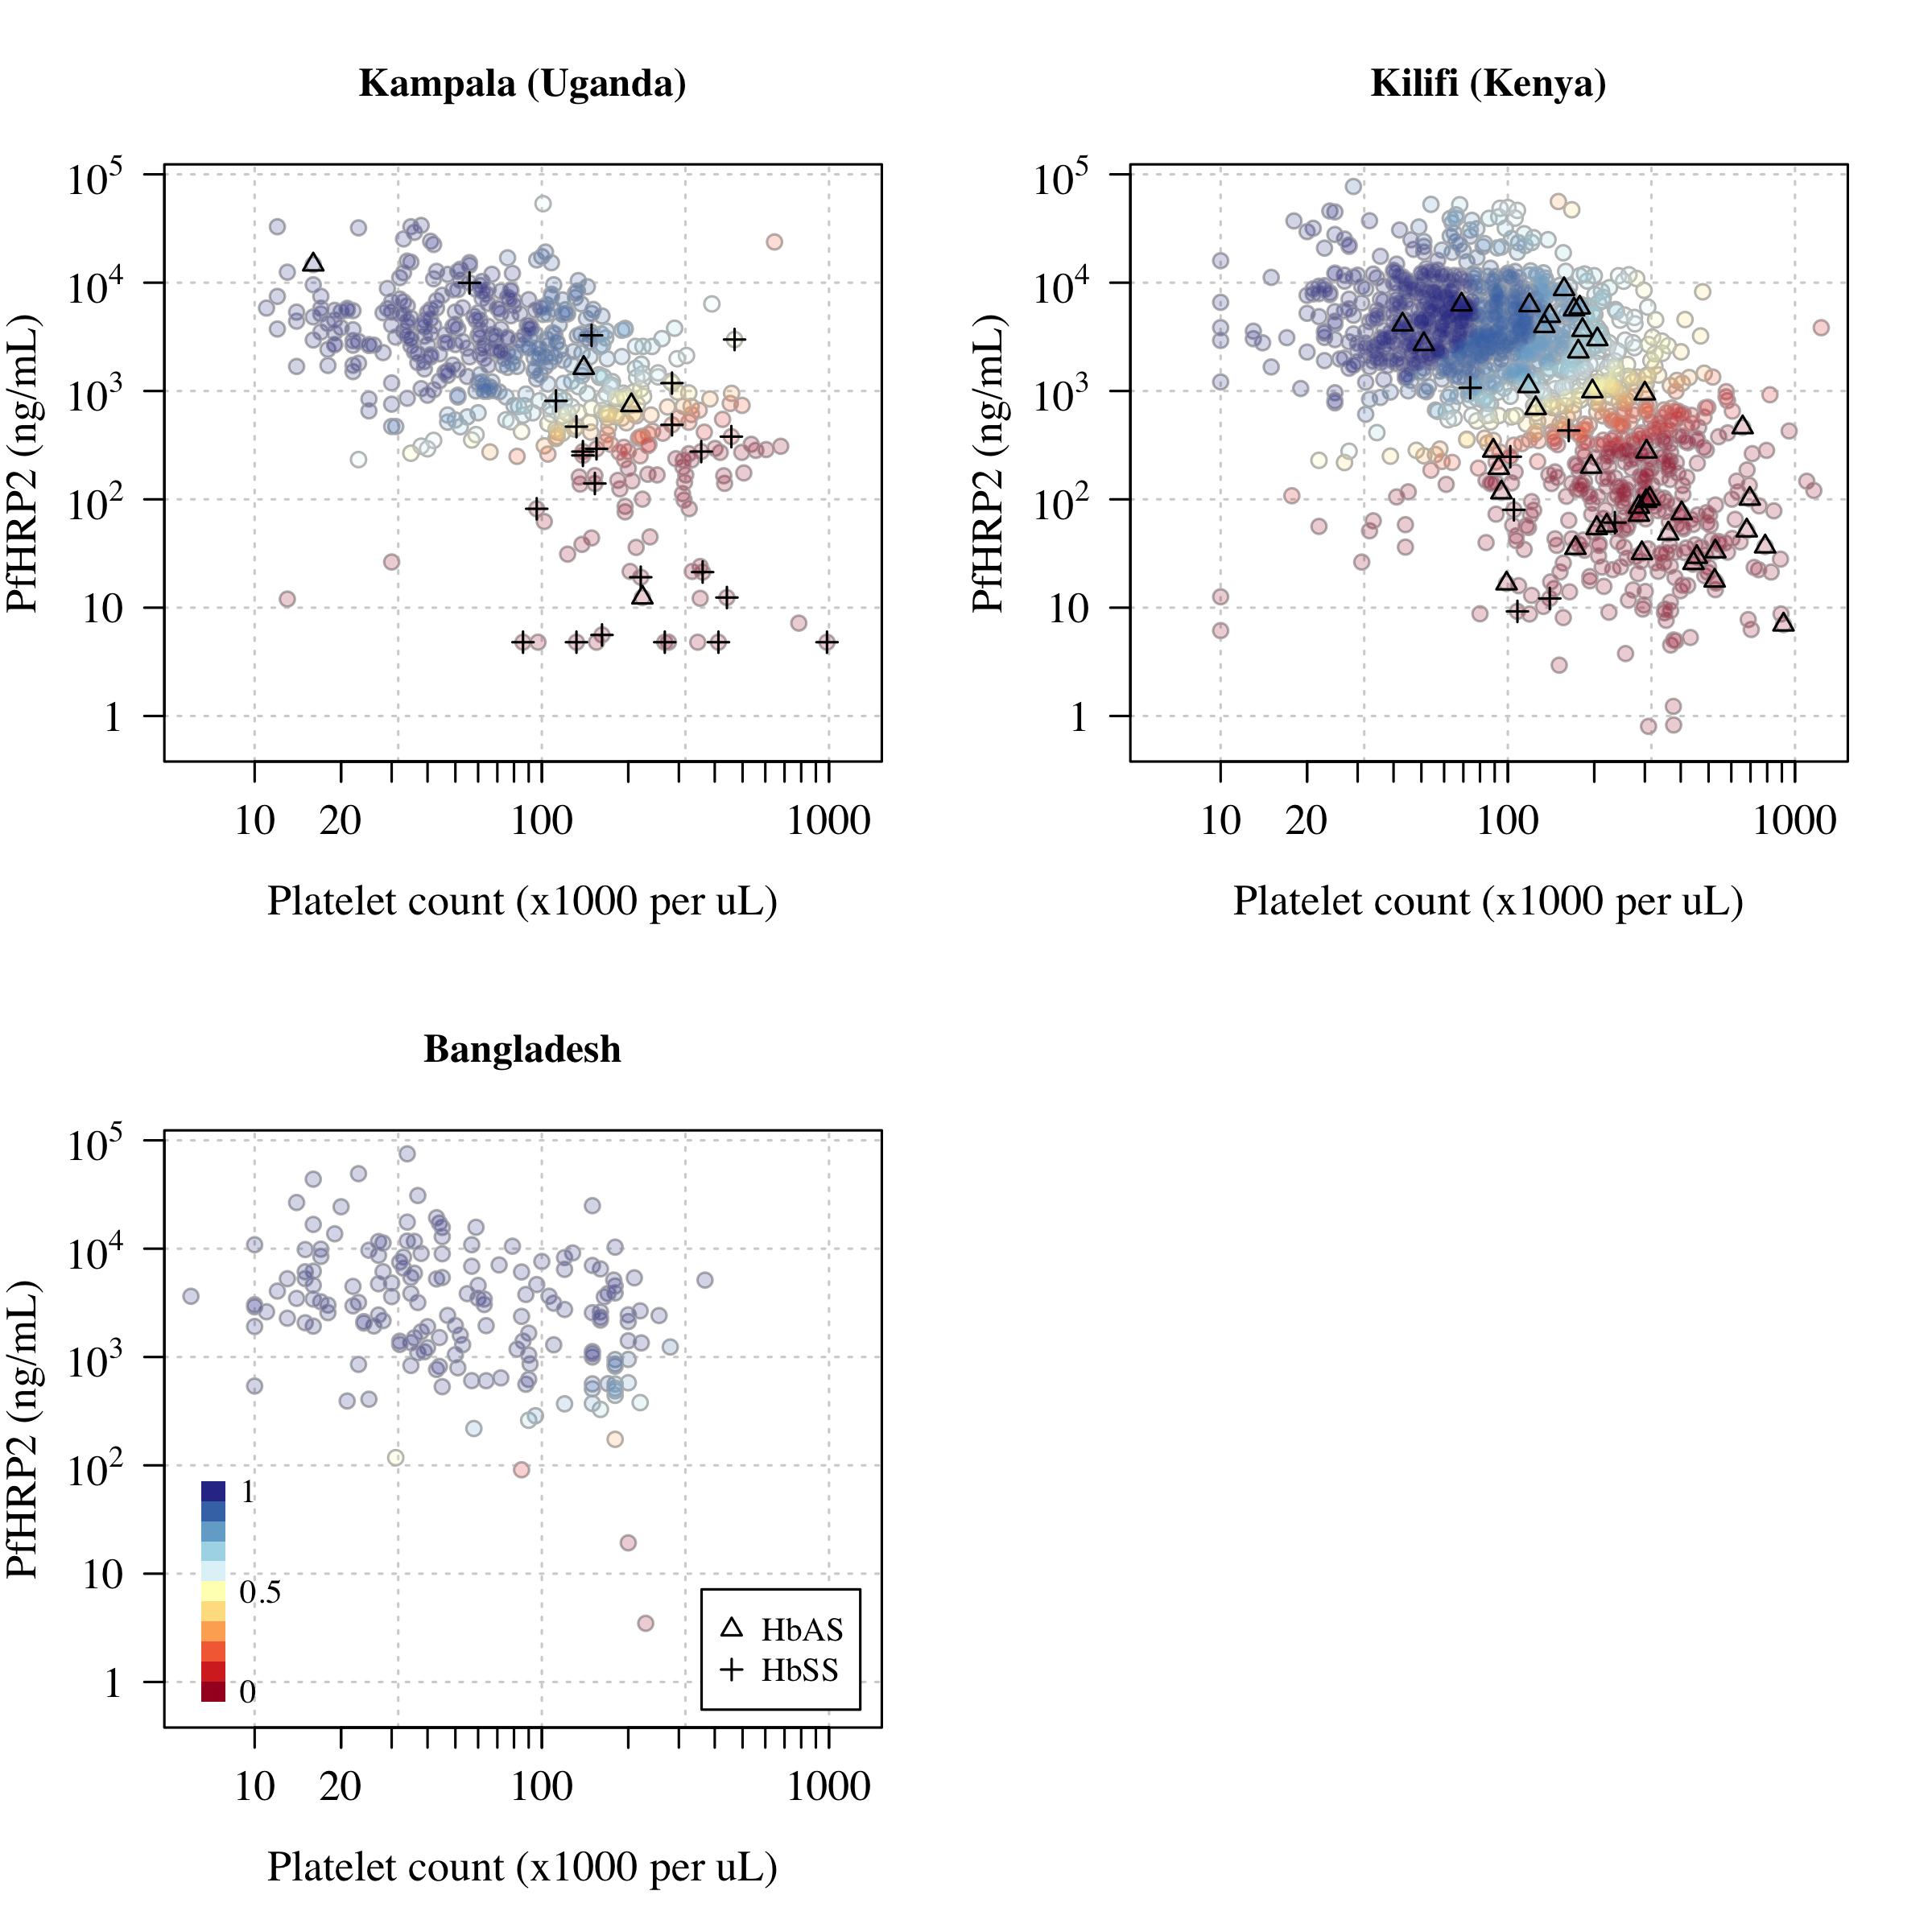 Kampala (Uganda)
PfHRP2 (ng/mL)
10⁵
10⁴
10³
10²
10
1
10 20 100 1000
Platelet count (x1000 per uL)
Kilifi (Kenya)
PfHRP2 (ng/mL)
10⁵
10⁴
10³
10²
10
1
10 20 100 1000
Platelet count (x1000 per uL)
Bangladesh
PfHRP2 (ng/mL)
10⁵
10⁴
10³
10²
10
1
1
0.5
0
HbAS
HbSS
10 20 100 1000
Platelet count (x1000 per uL)